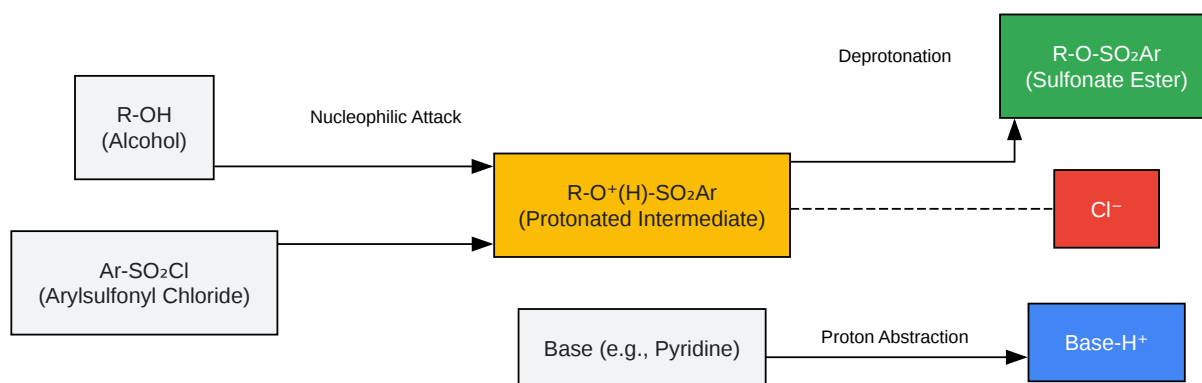 R-OH
(Alcohol)
Nucleophilic Attack
Deprotonation
R-O-SO₂Ar
(Sulfonate Ester)
R-O⁺(H)-SO₂Ar
(Protonated Intermediate)
Cl⁻
Ar-SO₂Cl
(Arylsulfonyl Chloride)
Base (e.g., Pyridine)
Proton Abstraction
Base-H⁺